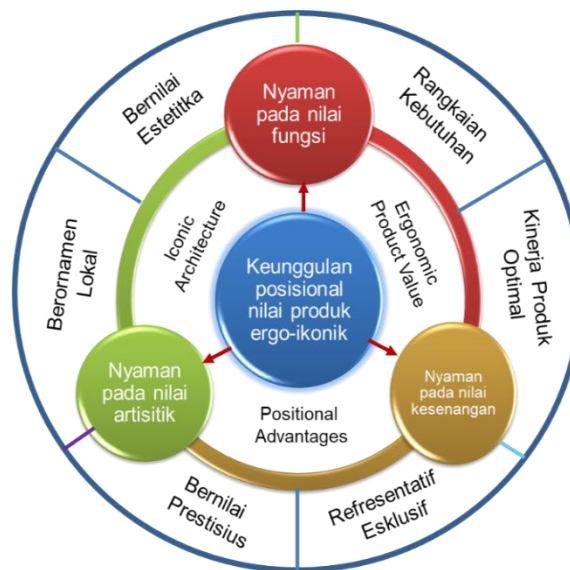 Nyaman
pada nilai
fungsi
Bernilai
Estetitka
Rangkaian
Kebutuhan
Iconic
Architecture
Ergonomic
Product Value
Berornamen
Lokal
Kinerja Produk
Optimal
Keunggulan
posisional
nilai produk
ergo-ikonik
Nyaman
pada nilai
artisitik
Nyaman
pada nilai
kesenangan
Positional
Advantages
Bernilai
Prestisius
Refresentatif
Esklusif